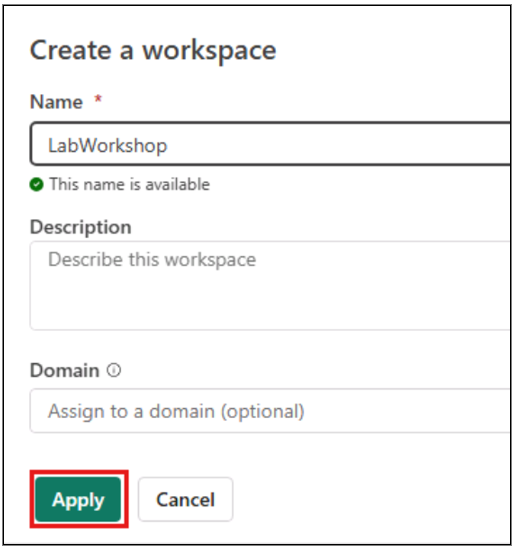 Create a workspace
Name *
LabWorkshop
This name is available
Description
Describe this workspace
Domain
Assign to a domain (optional)
Apply Cancel